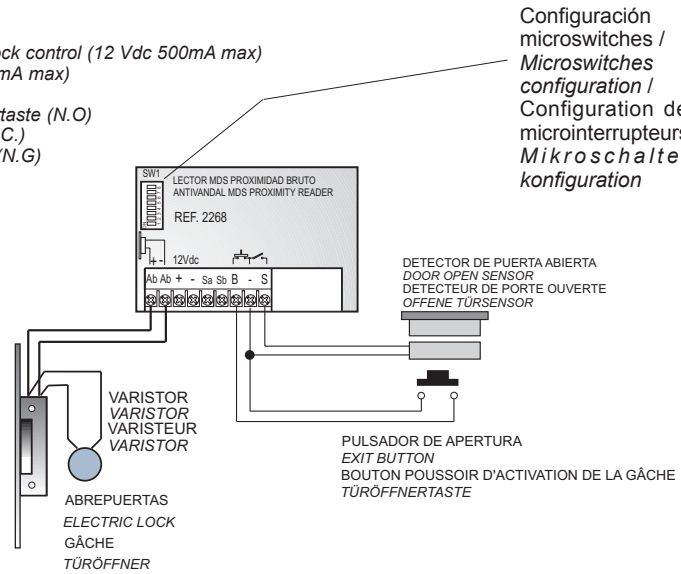 ck control (12 Vdc 500mA max)
mA max)
rtaste (N.O)
C.)
(N.G)
Configuración
microswitches /
Microswitches
configuration /
Configuration de
microinterrupteurs
Mikroschalte
konfiguration
SW1
LECTOR MDS PROXIMIDAD BRUTO
ANTIVANDAL MDS PROXIMITY READER
REF. 2268
+ - 12Vdc
Ab Ab + - Sa Sb B - S
DETECTOR DE PUERTA ABIERTA
DOOR OPEN SENSOR
DETECTEUR DE PORTE OUVERTE
OFFENE TÜRSENSOR
VARISTOR
VARISTOR
VARISTEUR
VARISTOR
PULSADOR DE APERTURA
EXIT BUTTON
BOUTON POUSSOIR D'ACTIVATION DE LA GÂCHE
TÜRÖFFNERTASTE
ABREPUERTAS
ELECTRIC LOCK
GÂCHE
TÜRÖFFNER